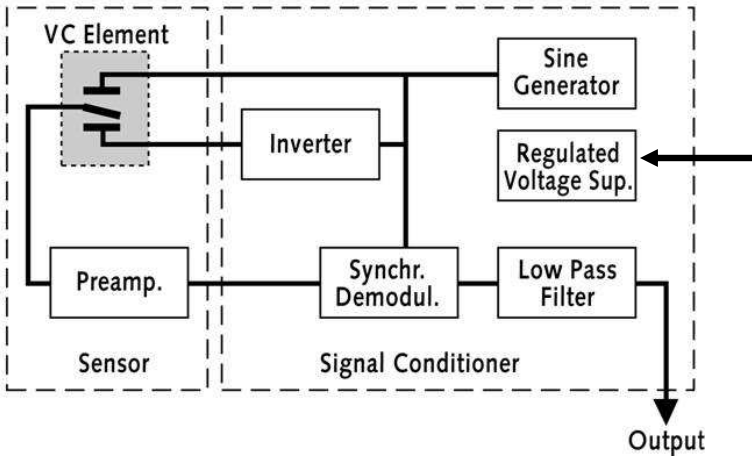 VC Element
Sine
Generator
Inverter
Regulated
Voltage Sup.
Preamp.
Synchr.
Demodul.
Low Pass
Filter
Sensor
Signal Conditioner
Output